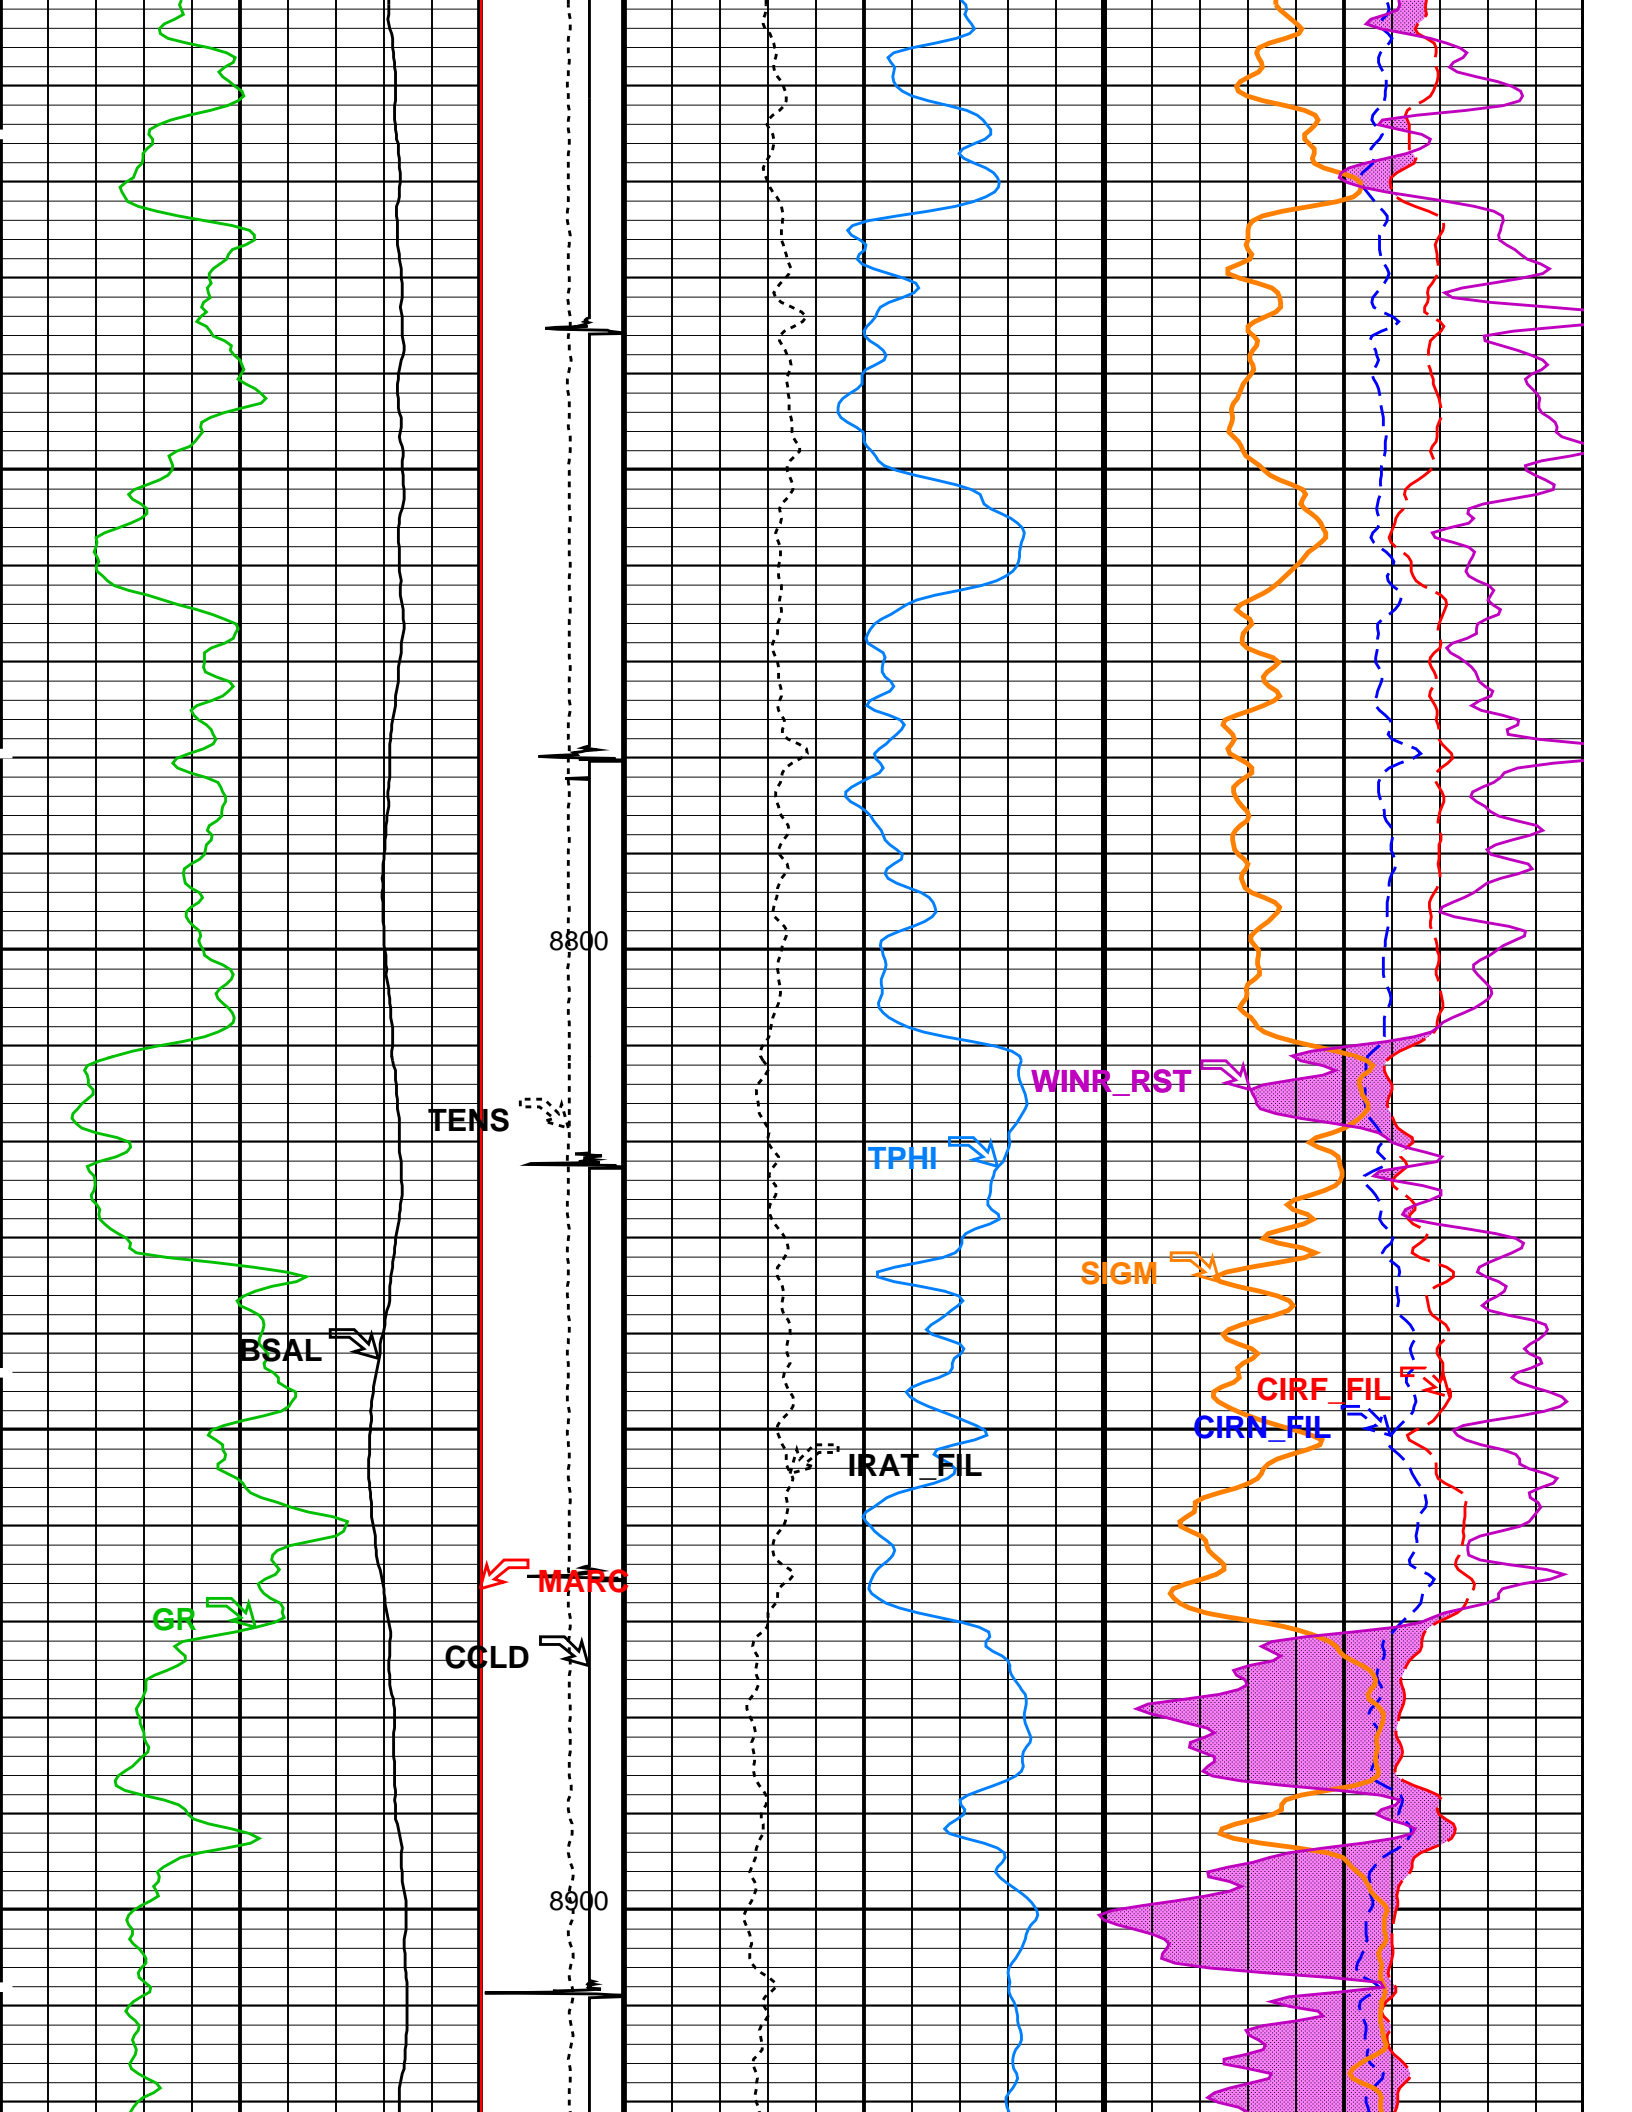 8800
WINR_RST
TENS
TPHI
SIGM
BSAL
CIRF_FIL
CIRN_FIL
IRAT_FIL
MARC
GR
CCLD
8900